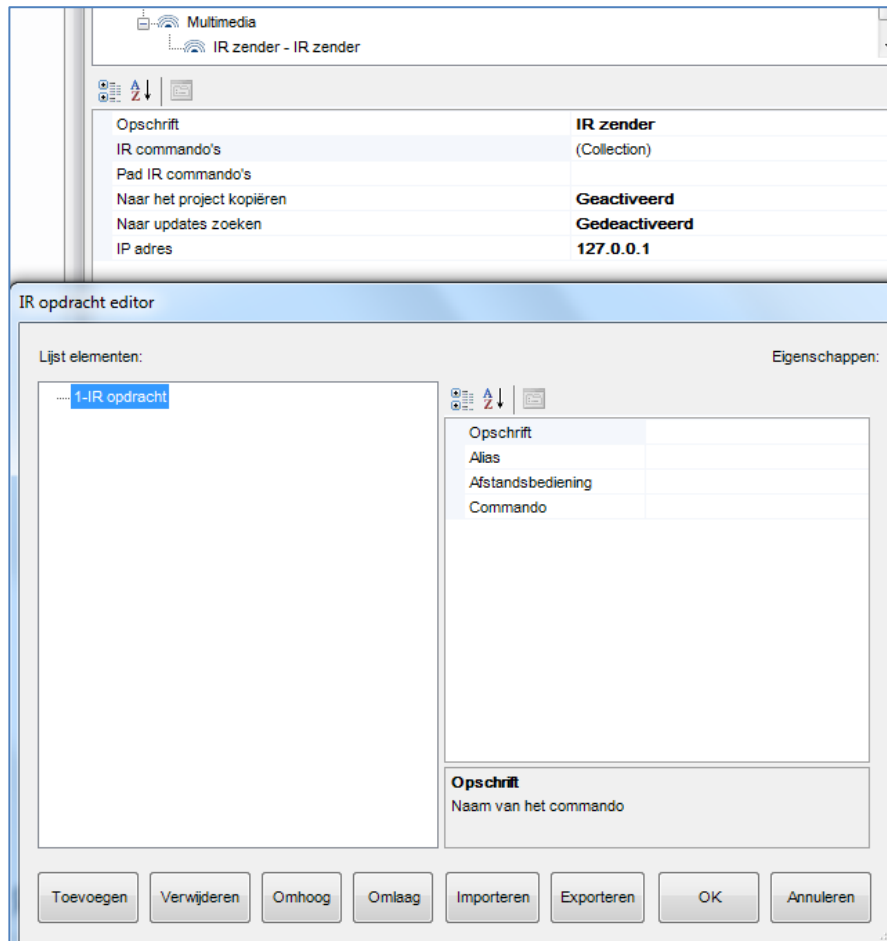 Multimedia
IR zender - IR zender
Opschrift IR zender
IR commando's (Collection)
Pad IR commando's
Naar het project kopiëren Geactiveerd
Naar updates zoeken Gedeactiveerd
IP adres 127.0.0.1
IR opdracht editor
Lijst elementen: Eigenschappen:
1-IR opdracht
Opschrift
Alias
Afstandsbediening
Commando
Opschrift
Naam van het commando
Toevoegen Verwijderen Omhoog Omlaag Importeren Exporteren OK Annuleren